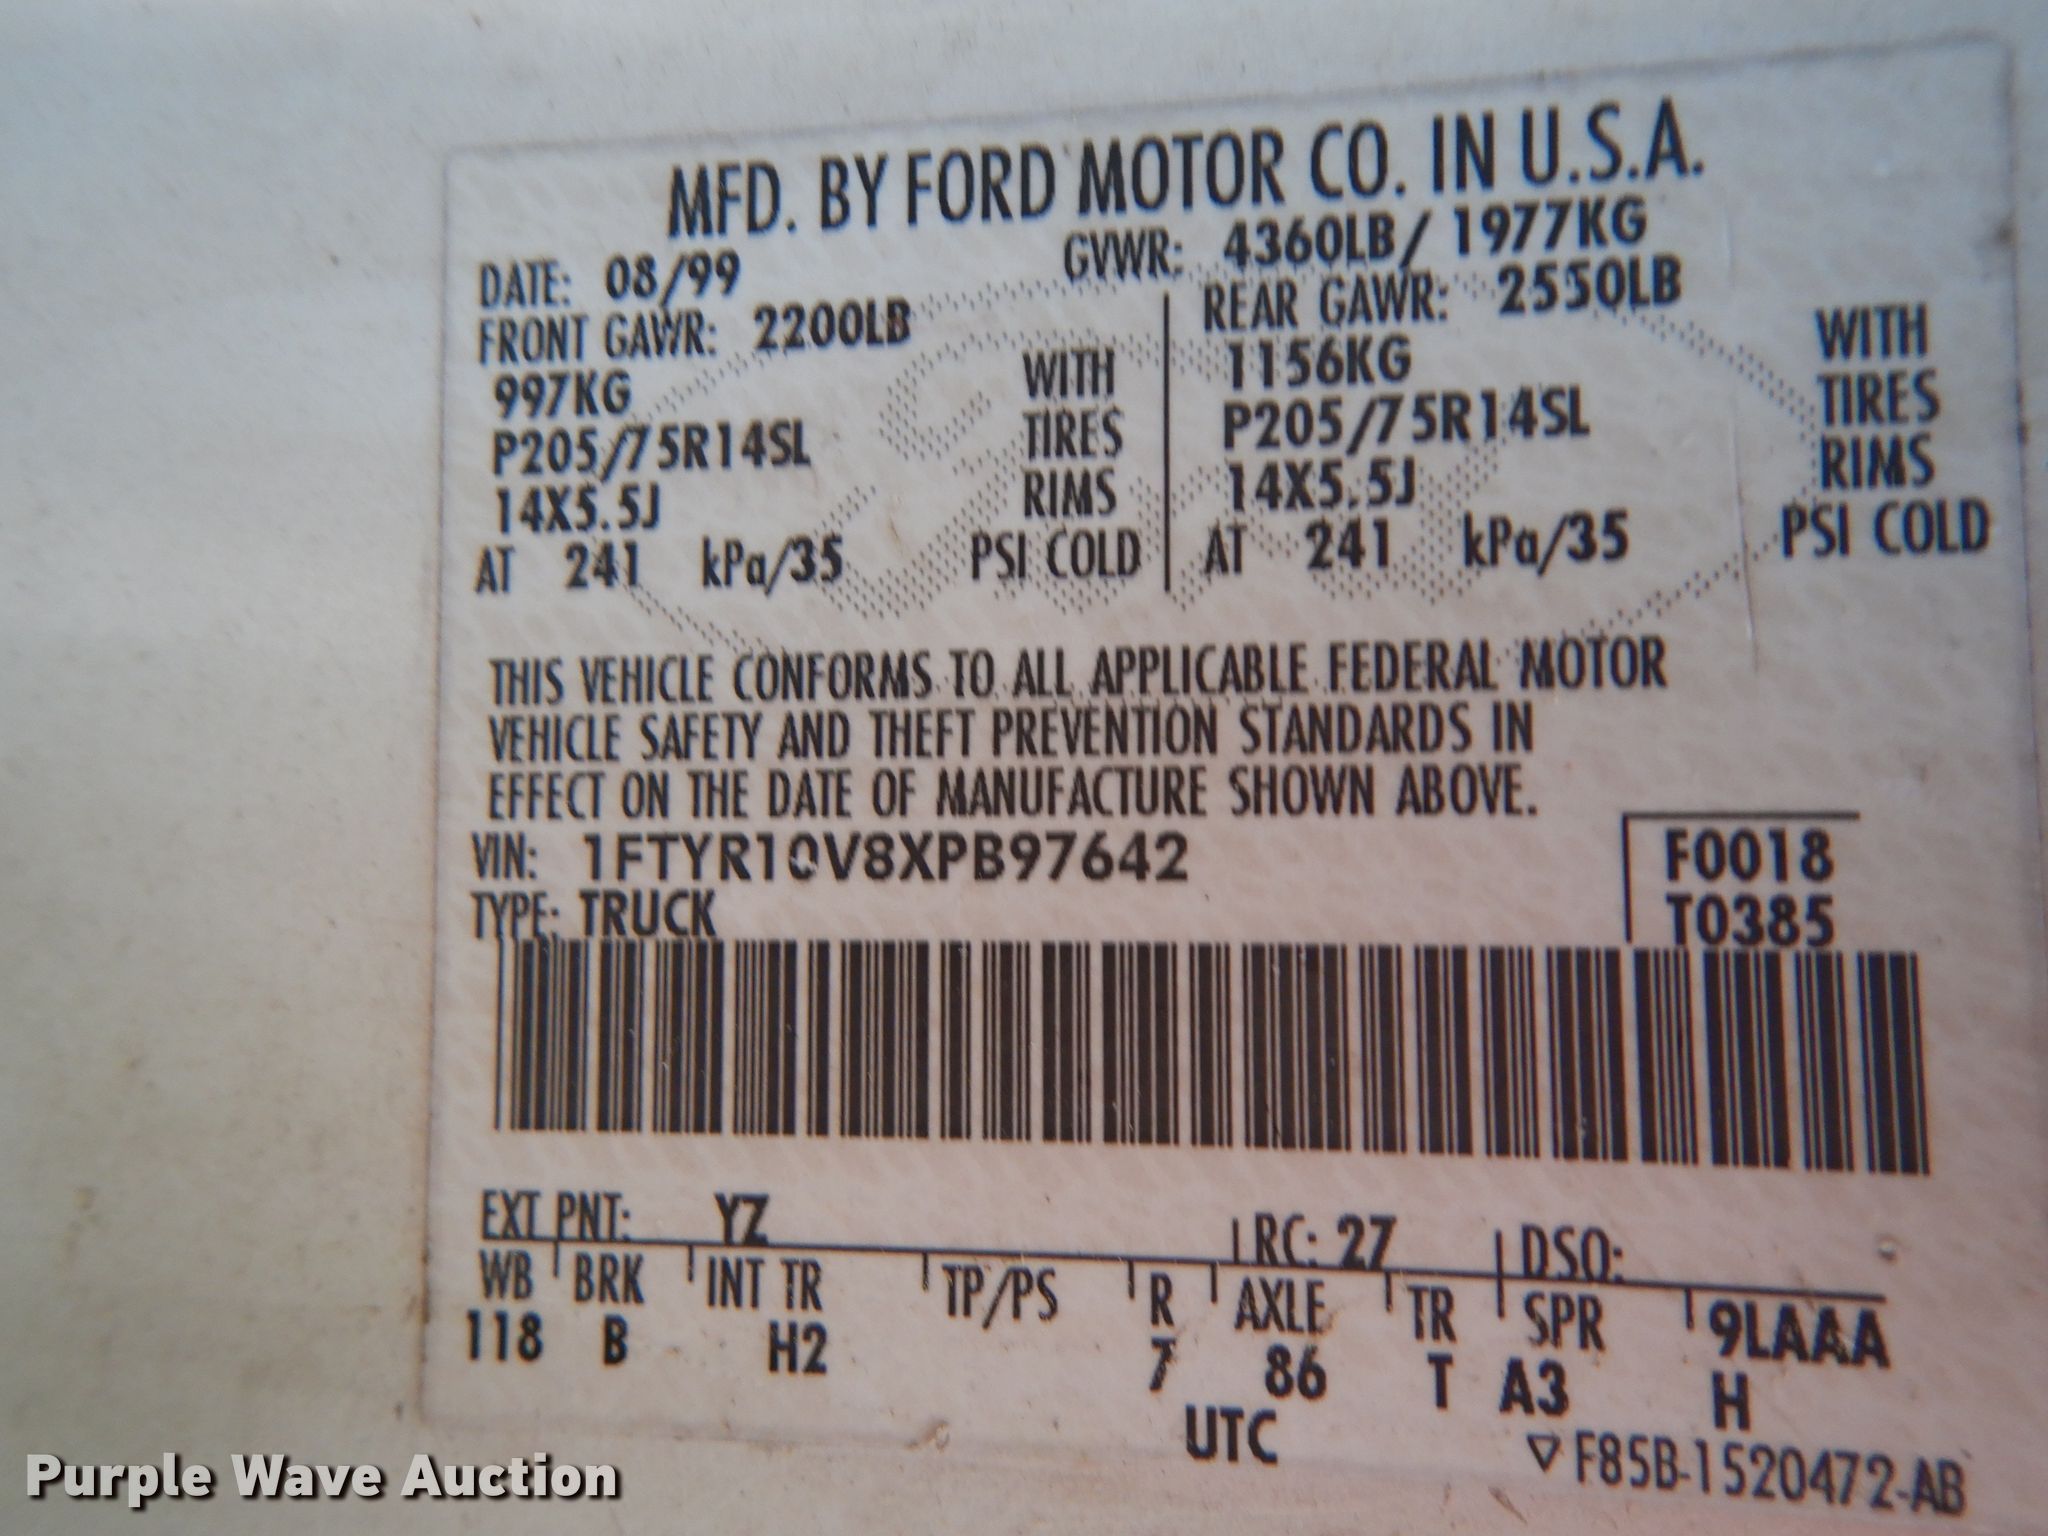 MFD. BY FORD MOTOR CO. IN U.S.A.
DATE: 08/99 GVWR: 4360LB/ 1977KG
FRONT GAWR: 2200LB REAR GAWR: 2550LB
997KG WITH 1156KG WITH
P205/75R14SL TIRES P205/75R14SL TIRES
14X5.5J RIMS 14X5.5J RIMS
AT 241 kPa/35 PSI COLD AT 241 kPa/35 PSI COLD
THIS VEHICLE CONFORMS TO ALL APPLICABLE FEDERAL MOTOR
VEHICLE SAFETY AND THEFT PREVENTION STANDARDS IN
EFFECT ON THE DATE OF MANUFACTURE SHOWN ABOVE.
VIN: 1FTYR10V8XPB97642 F0018
TYPE: TRUCK T0385
EXT PNT: YZ RC: 27 DSO:
WB BRK INT TR TP/PS R AXLE TR SPR 9LAAA
118 B H2 7 86 T A3 H
UTC
▽F85B-1520472-AB
Purple Wave Auction